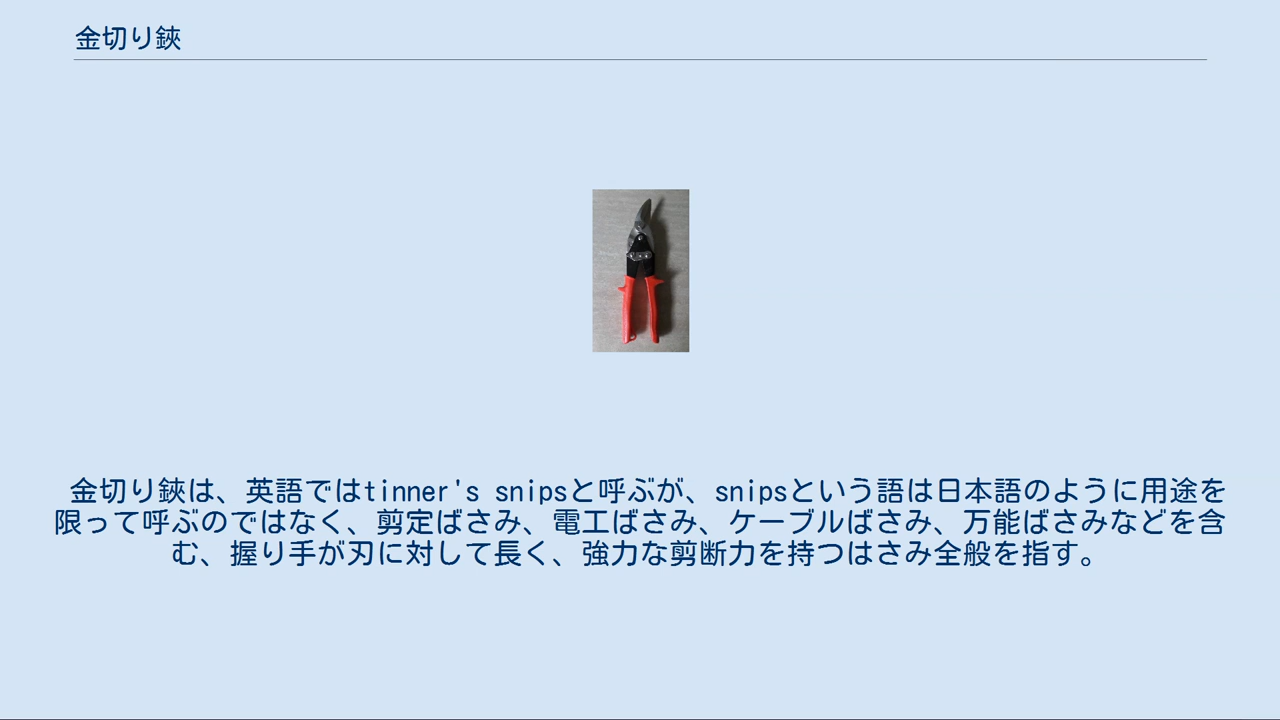 金切り鋏
金切り鋏は、英語ではtinner's snipsと呼ぶが、snipsという語は日本語のように用途を
限って呼ぶのではなく、剪定ばさみ、電工ばさみ、ケーブルばさみ、万能ばさみなどを含
む、握り手が刃に対して長く、強力な剪断力を持つはさみ全般を指す。